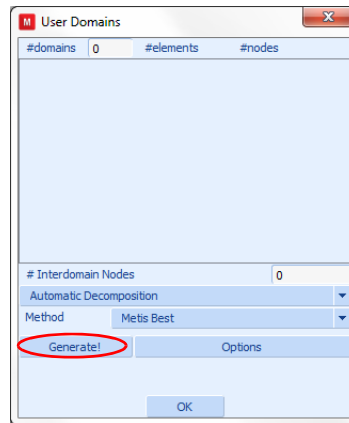 M User Domains X
#domains 0 #elements #nodes
# Interdomain Nodes 0
Automatic Decomposition
Method Metis Best
Generate! Options
OK